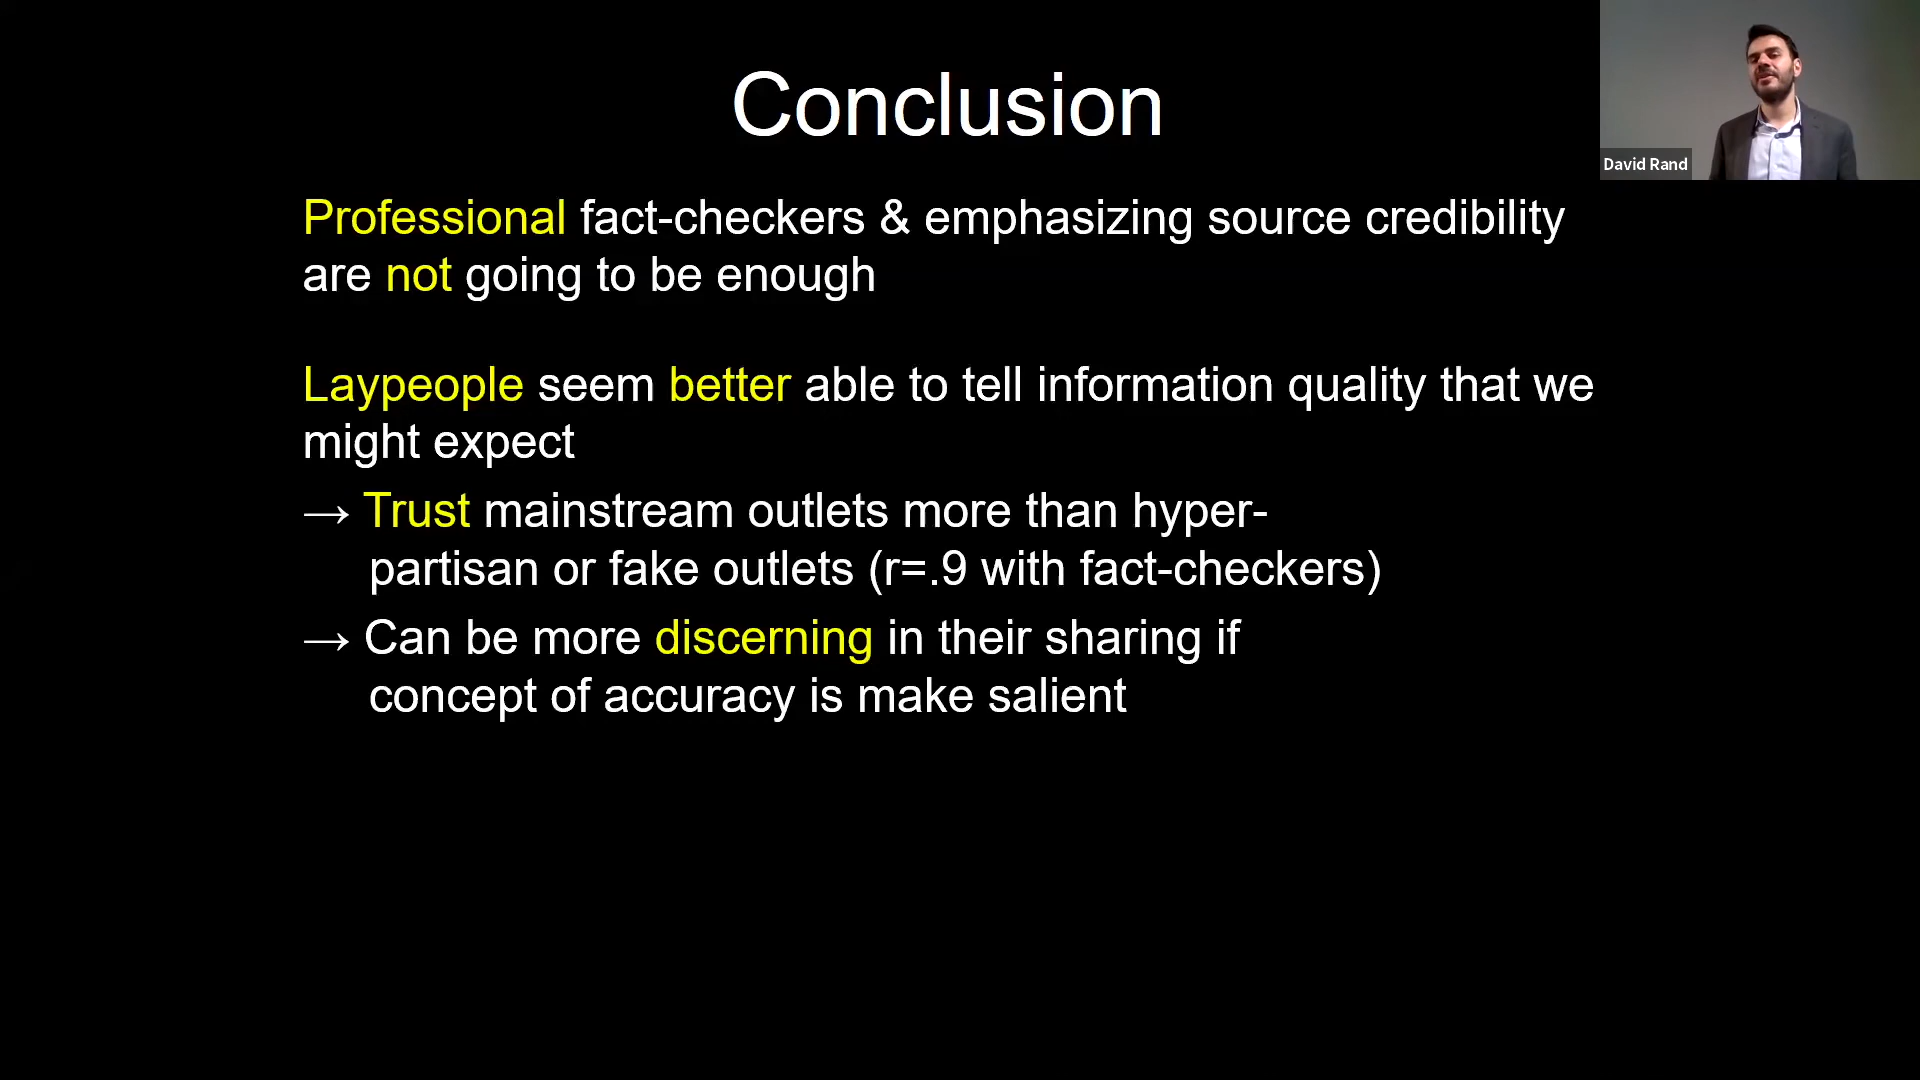 Conclusion
David Rand
Professional fact-checkers & emphasizing source credibility
are not going to be enough
Laypeople seem better able to tell information quality that we
might expect
→ Trust mainstream outlets more than hyper-
partisan or fake outlets (r=.9 with fact-checkers)
→ Can be more discerning in their sharing if
concept of accuracy is make salient